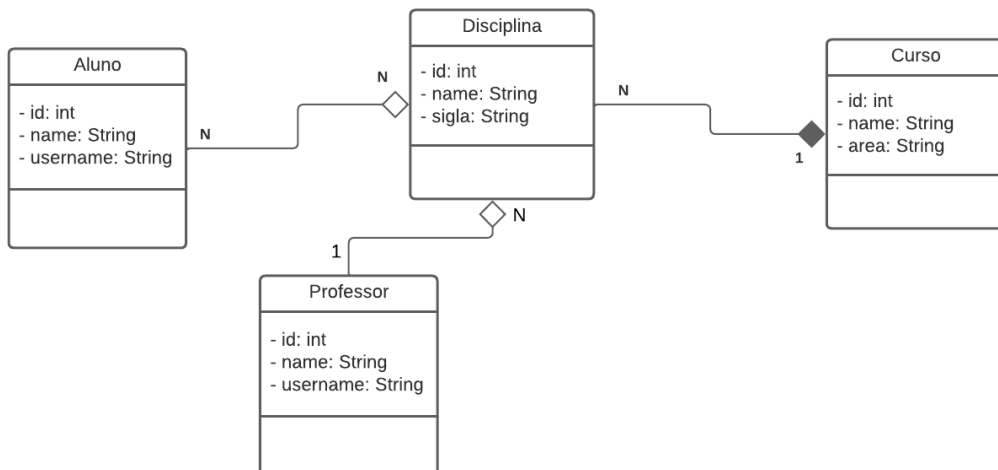 Disciplina
- id: int
- name: String
- sigla: String
Aluno
- id: int
- name: String
- username: String
Curso
- id: int
- name: String
- area: String
N
N
N
1
N
1
Professor
- id: int
- name: String
- username: String